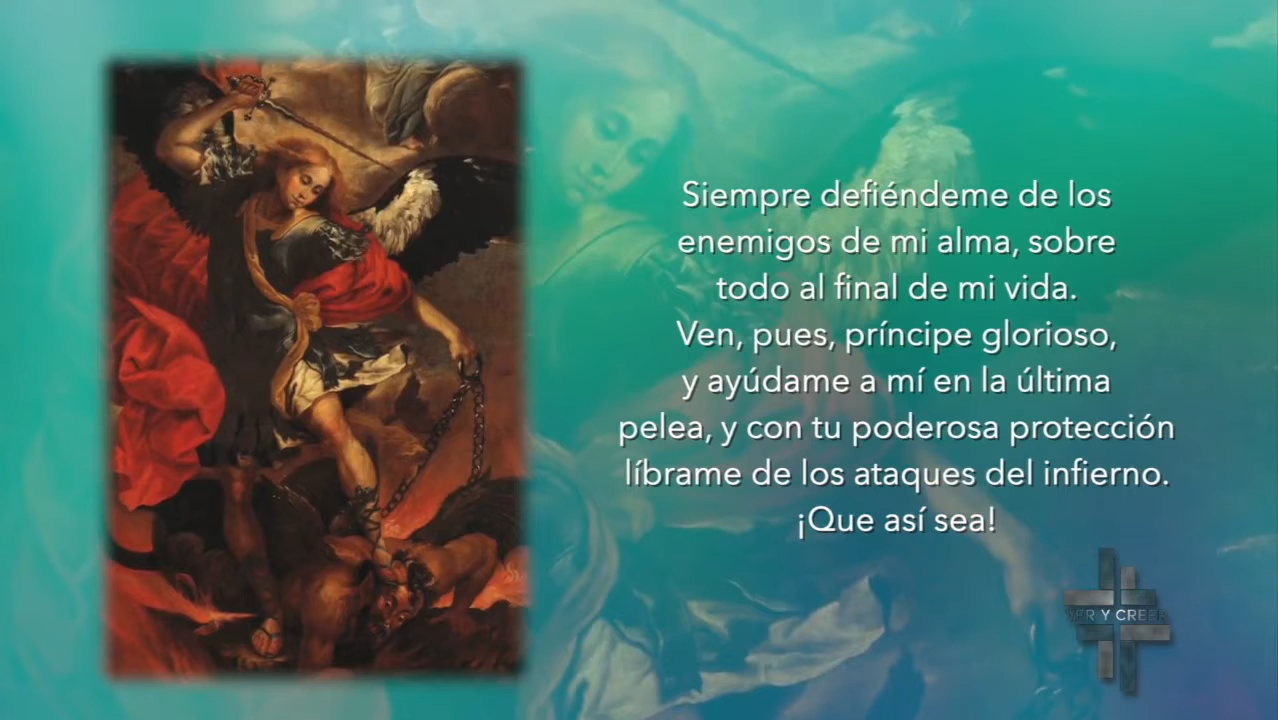 Siempre defiéndeme de los
enemigos de mi alma, sobre
todo al final de mi vida.
Ven, pues, príncipe glorioso,
y ayúdame a mí en la última
pelea, y con tu poderosa protección
líbrame de los ataques del infierno.
¡Que así sea!
VER Y CREER